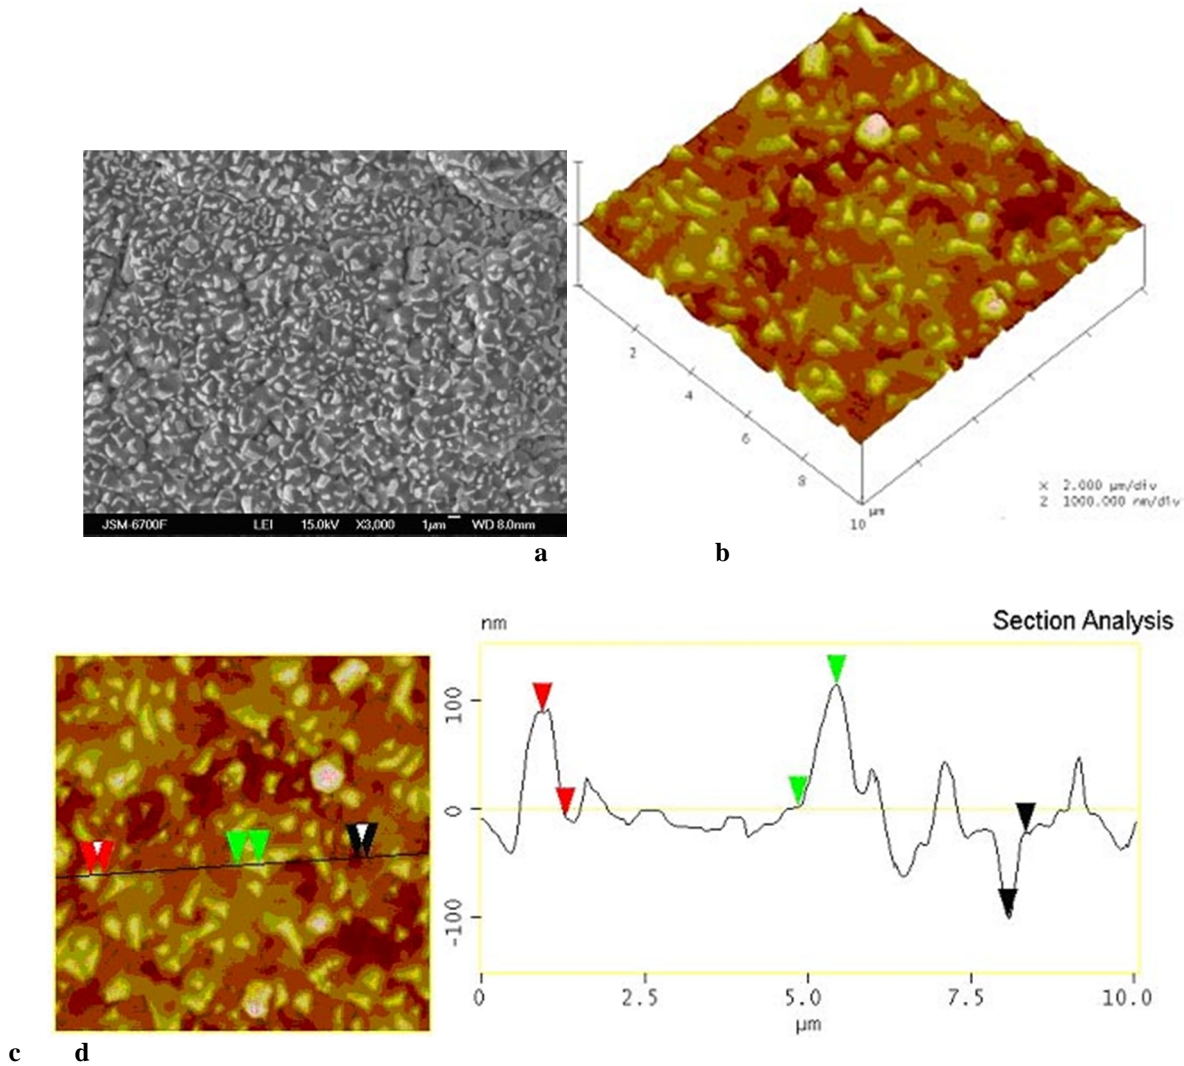 JSM-6700F LEI 15.0kV X3,000 1µm WD 8.0mm
2
4
6
8
10
µm
X 2.000 µm/div
Z 1000.000 nm/div
a b
nm
Section Analysis
100
0
-100
0 2.5 5.0 7.5 10.0
µm
c d